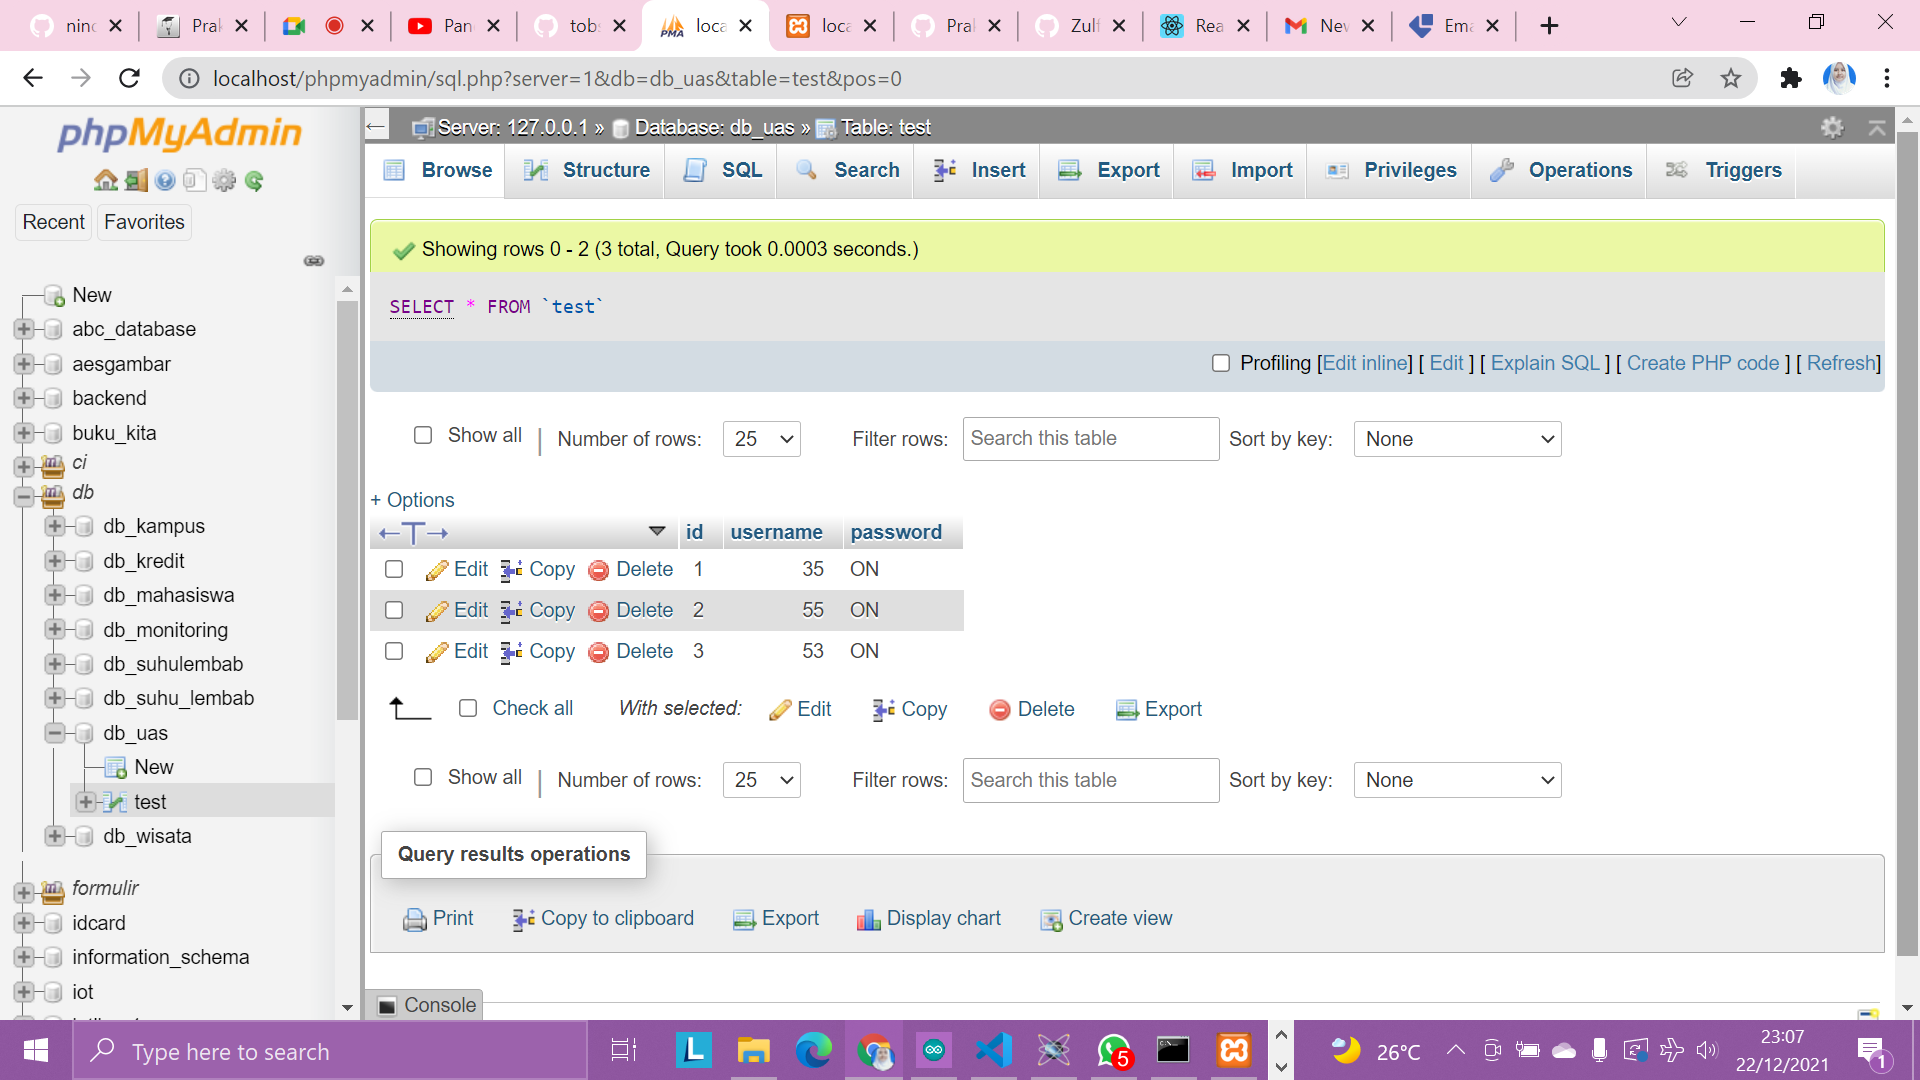 ninc
Prak
Pan
tobs
loca
loca
Pral
Zulf
Rea
Nev
Ema
localhost/phpmyadmin/sql.php?server=1&db=db_uas&table=test&pos=0
phpMyAdmin
Recent
Favorites
New
abc_database
aesgambar
backend
buku_kita
ci
db
db_kampus
db_kredit
db_mahasiswa
db_monitoring
db_suhulembab
db_suhu_lembab
db_uas
New
test
db_wisata
formulir
idcard
information_schema
iot
Server: 127.0.0.1 » Database: db_uas » Table: test
Browse
Structure
SQL
Search
Insert
Export
Import
Privileges
Operations
Triggers
Showing rows 0 - 2 (3 total, Query took 0.0003 seconds.)
SELECT * FROM `test`
Profiling [Edit inline] [ Edit ] [ Explain SQL ] [ Create PHP code ] [ Refresh]
Show all | Number of rows: 25 Filter rows: Search this table Sort by key: None
+ Options
←T→ id username password
Edit Copy Delete 1 35 ON
Edit Copy Delete 2 55 ON
Edit Copy Delete 3 53 ON
Check all With selected: Edit Copy Delete Export
Show all | Number of rows: 25 Filter rows: Search this table Sort by key: None
Query results operations
Print Copy to clipboard Export Display chart Create view
Console
Type here to search
L
5
26°C
23:07
22/12/2021
1